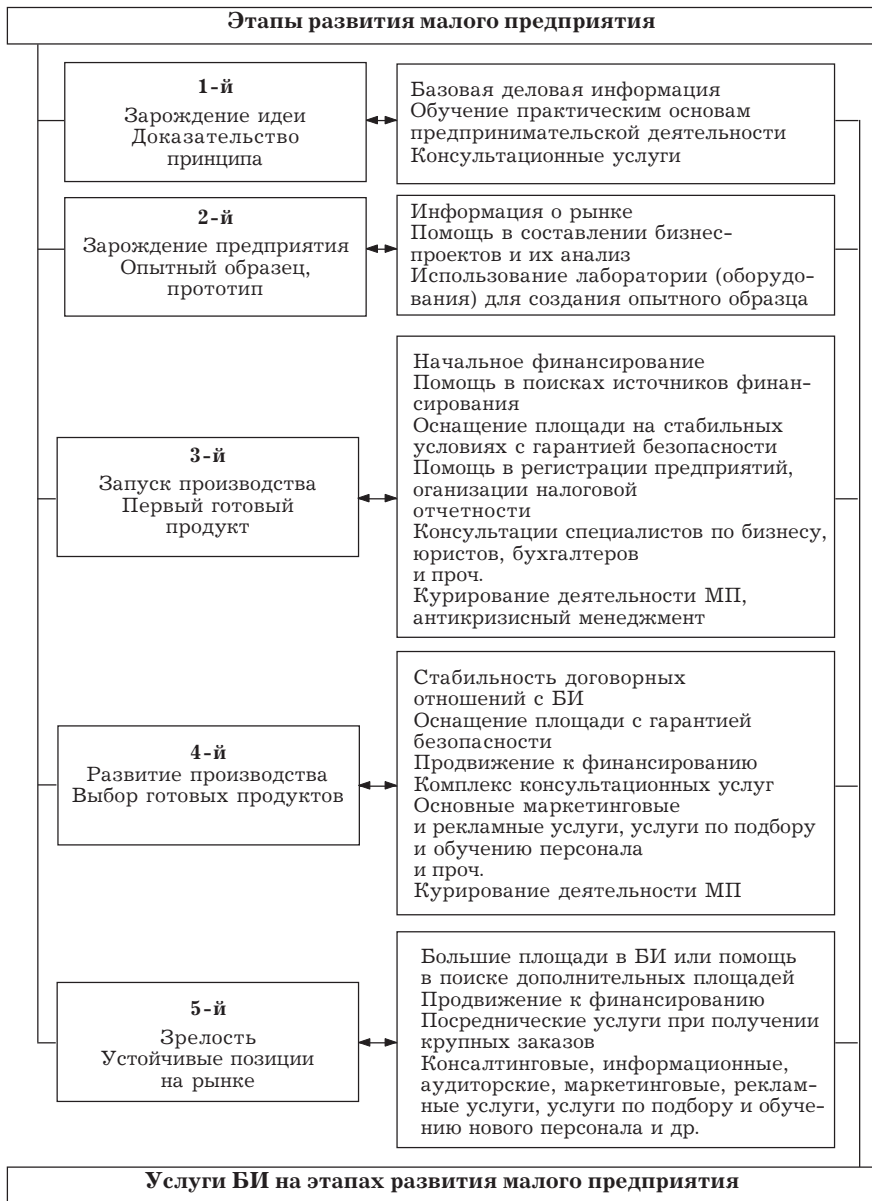 Этапы развития малого предприятия
1-й
Зарождение идеи
Доказательство
принципа
Базовая деловая информация
Обучение практическим основам
предпринимательской деятельности
Консультационные услуги
2-й
Зарождение предприятия
Опытный образец,
прототип
Информация о рынке
Помощь в составлении бизнес-
проектов и их анализ
Использование лаборатории (оборудо-
вания) для создания опытного образца
3-й
Запуск производства
Первый готовый
продукт
Начальное финансирование
Помощь в поисках источников финан-
сирования
Оснащение площади на стабильных
условиях с гарантией безопасности
Помощь в регистрации предприятий,
оганизации налоговой
отчетности
Консультации специалистов по бизнесу,
юристов, бухгалтеров
и проч.
Курирование деятельности МП,
антикризисный менеджмент
4-й
Развитие производства
Выбор готовых продуктов
Стабильность договорных
отношений с БИ
Оснащение площади с гарантией
безопасности
Продвижение к финансированию
Комплекс консультационных услуг
Основные маркетинговые
и рекламные услуги, услуги по подбору
и обучению персонала
и проч.
Курирование деятельности МП
5-й
Зрелость
Устойчивые позиции
на рынке
Большие площади в БИ или помощь
в поиске дополнительных площадей
Продвижение к финансированию
Посреднические услуги при получении
крупных заказов
Консалтинговые, информационные,
аудиторские, маркетинговые, реклам-
ные услуги, услуги по подбору и обуче-
нию нового персонала и др.
Услуги БИ на этапах развития малого предприятия